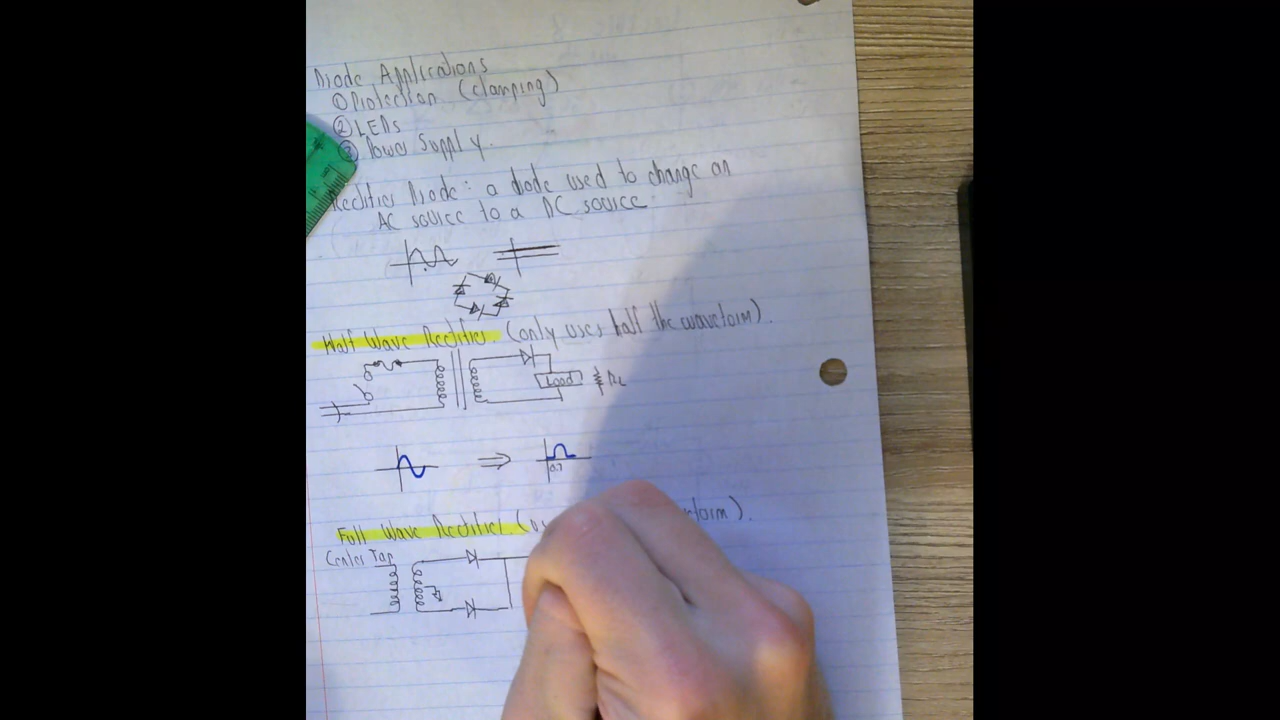 Diode Applications
① Protection (clamping)
② LEDs
③ Power Supply.
Rectifier Diode: a diode used to change an
AC source to a DC source.
Half Wave Rectifier. (only uses half the waveform).
Load RL
0.7
Full Wave Rectifier. (
Center Tap